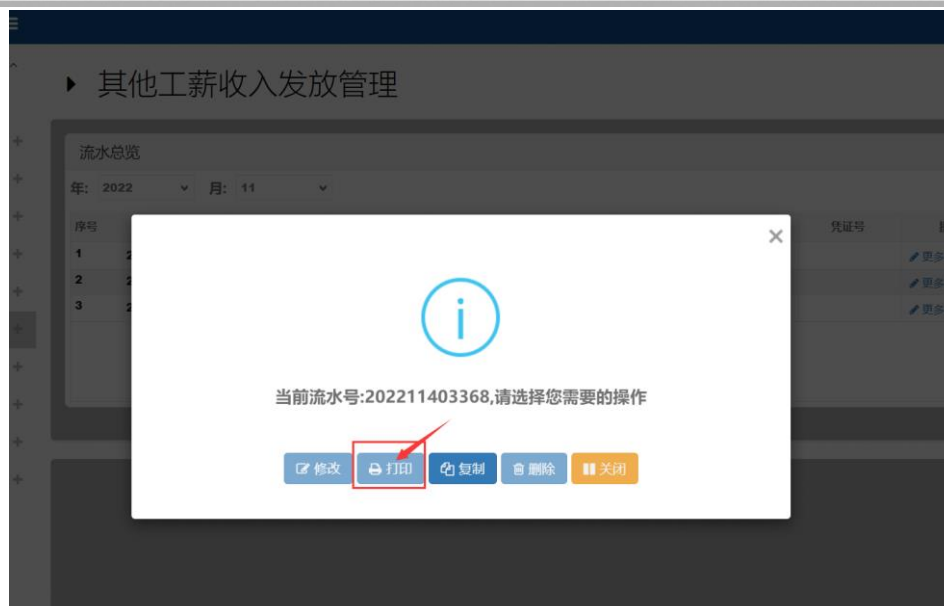 其他工薪收入发放管理
流水总览
年: 2022 月: 11
序号 凭证号
1 更多
2 更多
3 更多
当前流水号:202211403368,请选择您需要的操作
修改 打印 复制 删除 关闭